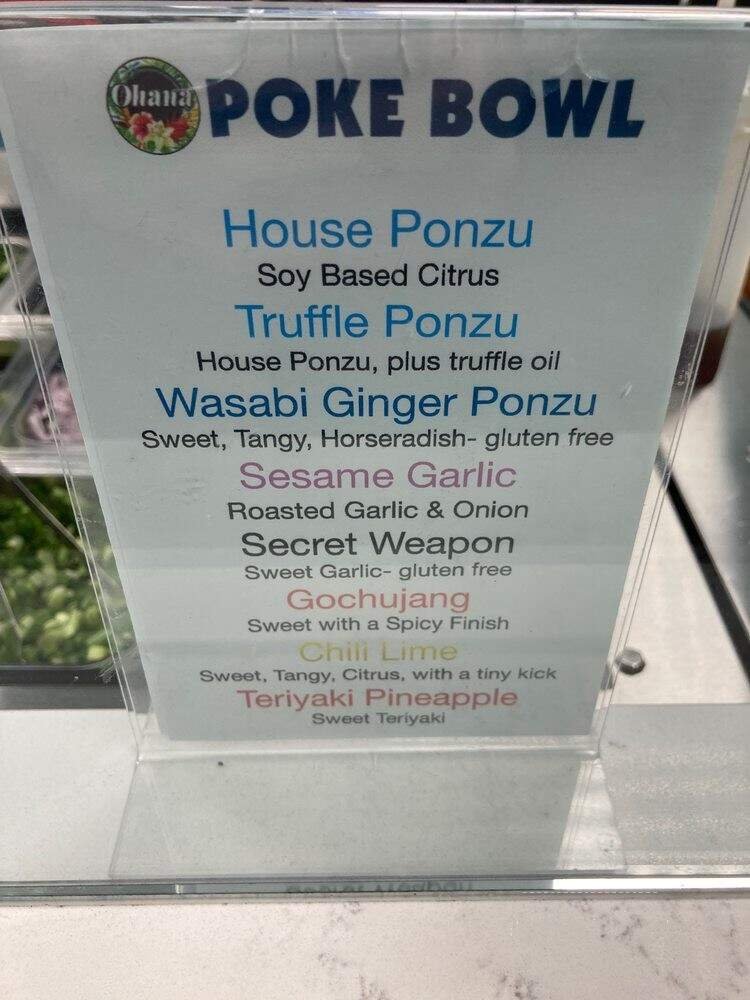 Ohana POKE BOWL
House Ponzu
Soy Based Citrus
Truffle Ponzu
House Ponzu, plus truffle oil
Wasabi Ginger Ponzu
Sweet, Tangy, Horseradish- gluten free
Sesame Garlic
Roasted Garlic & Onion
Secret Weapon
Sweet Garlic- gluten free
Gochujang
Sweet with a Spicy Finish
Chili Lime
Sweet, Tangy, Citrus, with a tiny kick
Teriyaki Pineapple
Sweet Teriyaki